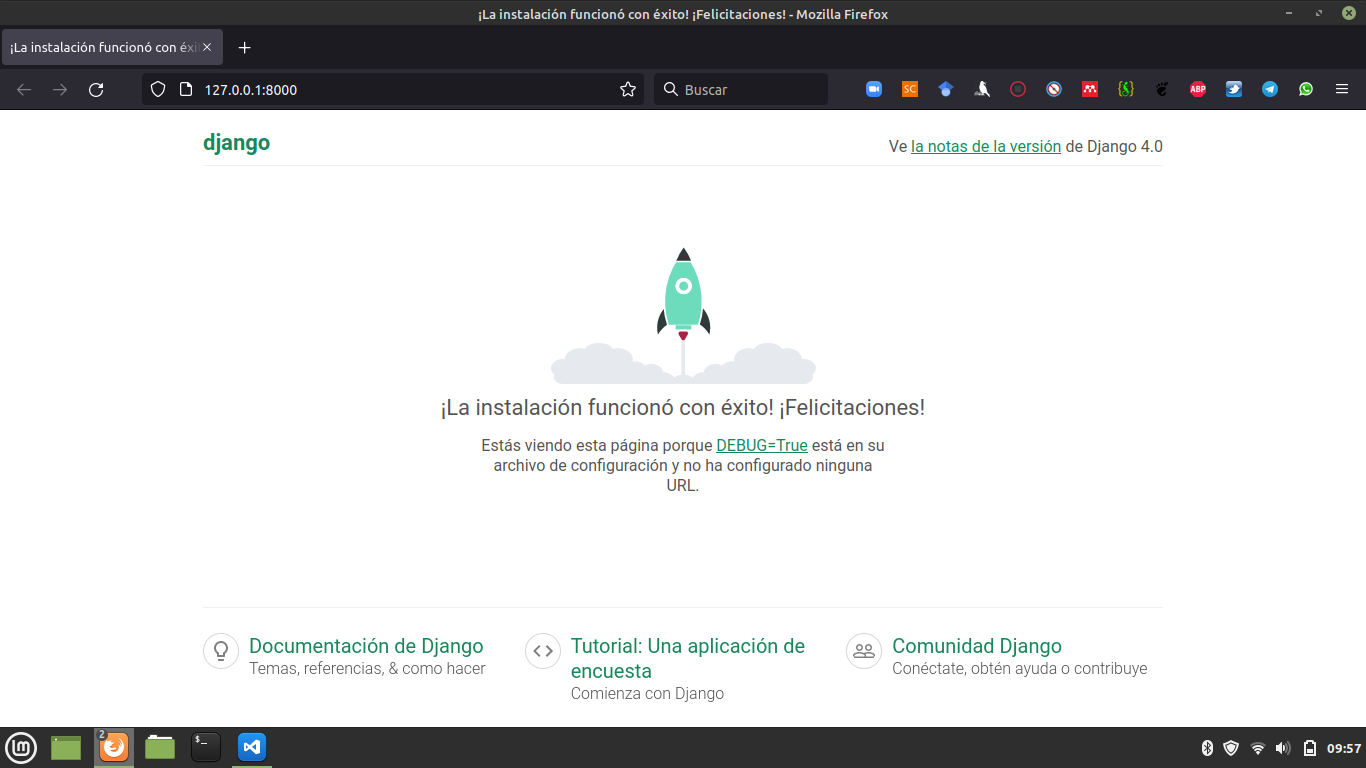 ¡La instalación funcionó con éxito! ¡Felicitaciones! - Mozilla Firefox
¡La instalación funcionó con éxi
127.0.0.1:8000
Buscar
SC
ABP
django
Ve la notas de la versión de Django 4.0
¡La instalación funcionó con éxito! ¡Felicitaciones!
Estás viendo esta página porque DEBUG=True está en su
archivo de configuración y no ha configurado ninguna
URL.
Documentación de Django
Temas, referencias, & como hacer
Tutorial: Una aplicación de
encuesta
Comienza con Django
Comunidad Django
Conéctate, obtén ayuda o contribuye
2
$_
09:57